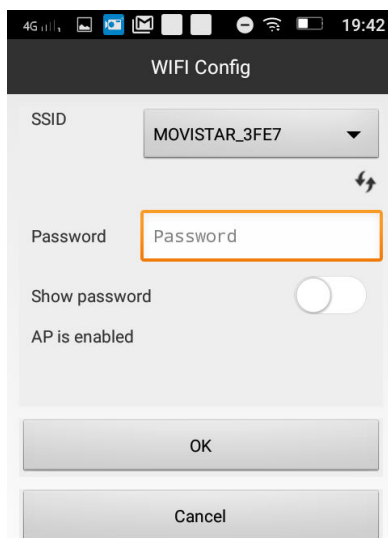 4G 19:42
WIFI Config
SSID
MOVISTAR_3FE7
Password Password
Show password
AP is enabled
OK
Cancel